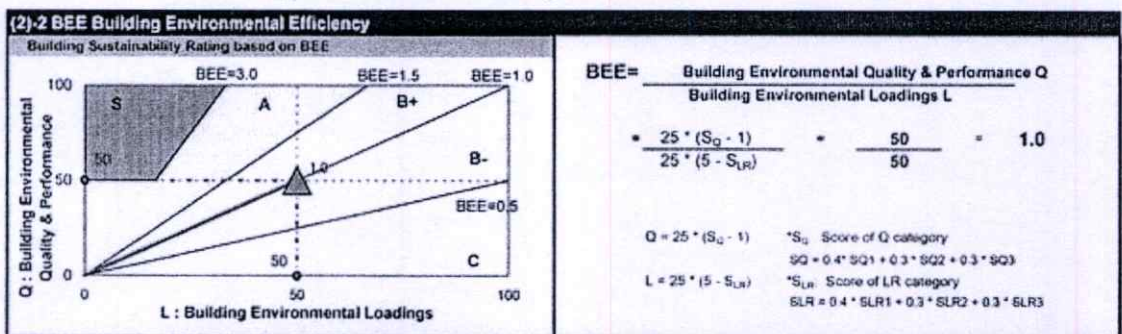 (2)-2 BEE Building Environmental Efficiency
Building Sustainability Rating based on BEE
BEE=3.0 BEE=1.5 BEE=1.0
100
S A B+
B-
50
1.0
50
BEE=0.5
50
C
0
0 50 100
Q : Building Environmental
Quality & Performance
L : Building Environmental Loadings
BEE= Building Environmental Quality & Performance Q
Building Environmental Loadings L
= 25 * (SQ - 1) = 50 = 1.0
25 * (5 - SLR) 50
Q = 25 * (SQ - 1) *SQ Score of Q category
SQ = 0.4* SQ1 + 0.3 * SQ2 + 0.3 * SQ3
L = 25 * (5 - SLR) *SLR: Score of LR category
SLR = 0.4 * SLR1 + 0.3 * SLR2 + 0.3 * SLR3